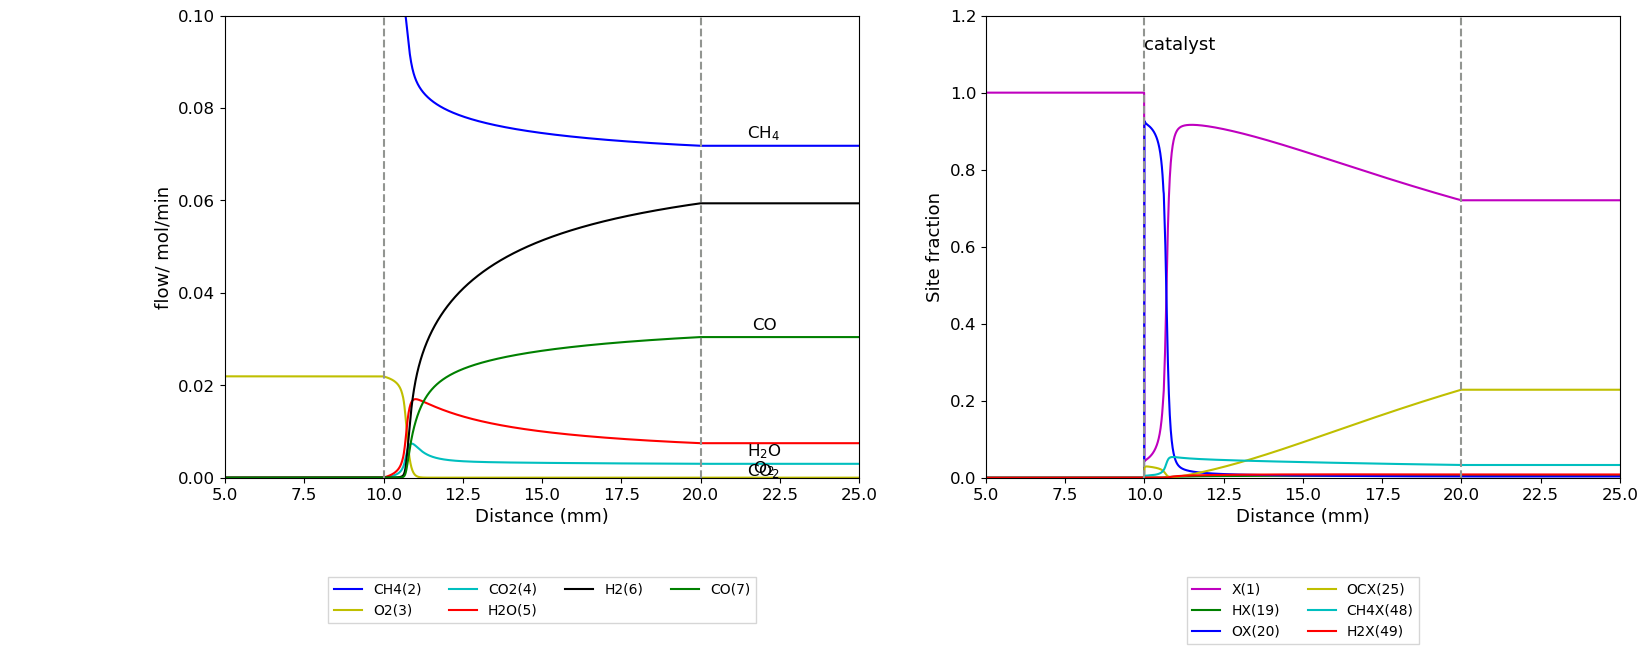 flow/ mol/min
0.10
0.08
0.06
0.04
0.02
0.00
CH₄
CO
H₂O
O₂
CO₂
5.0 7.5 10.0 12.5 15.0 17.5 20.0 22.5 25.0
Distance (mm)
CH4(2) CO2(4) H2(6) CO(7)
O2(3) H2O(5)
Site fraction
1.2
1.0
0.8
0.6
0.4
0.2
0.0
catalyst
5.0 7.5 10.0 12.5 15.0 17.5 20.0 22.5 25.0
Distance (mm)
X(1) OCX(25)
HX(19) CH4X(48)
OX(20) H2X(49)